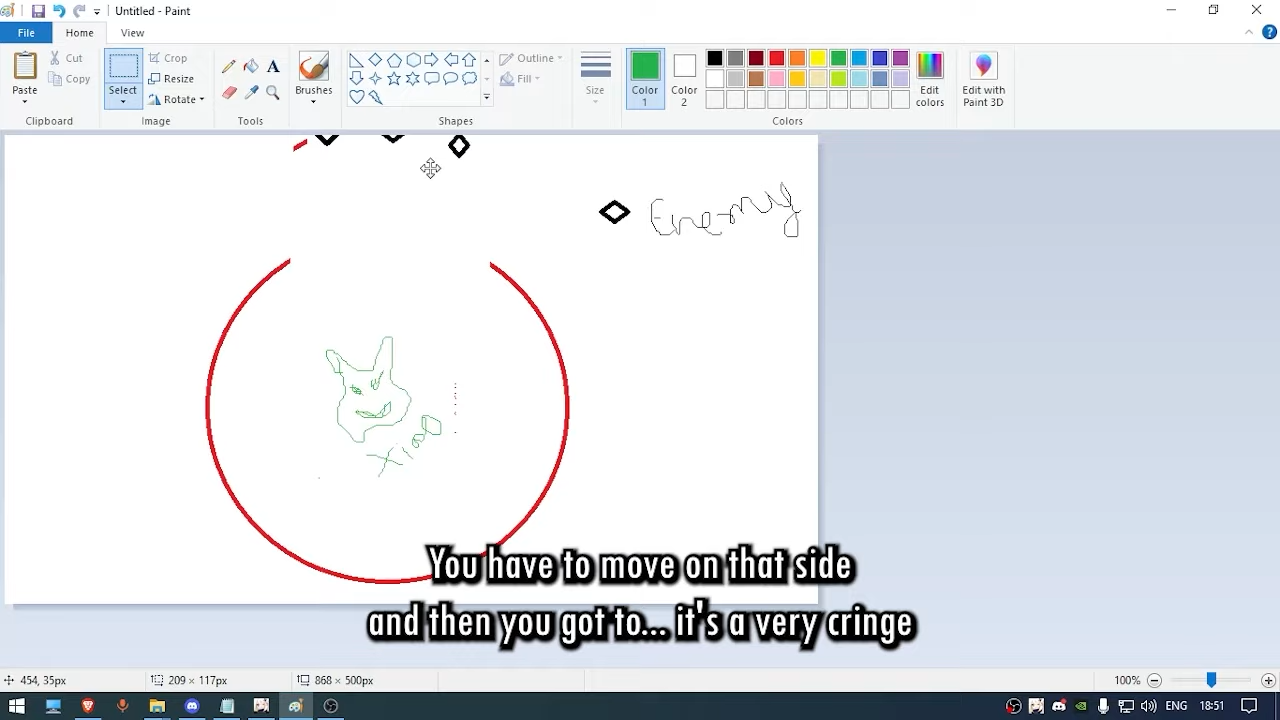 Untitled - Paint
File Home View
Paste
Cut
Copy
Clipboard
Select
Crop
Resize
Rotate
Image
Tools
Brushes
Shapes
Outline
Fill
Size
Color 1
Color 2
Edit colors
Colors
Edit with Paint 3D
Enemy
Xiao
You have to move on that side
and then you got to... it's a very cringe
454, 35px
209 × 117px
868 × 500px
100%
ENG 18:51